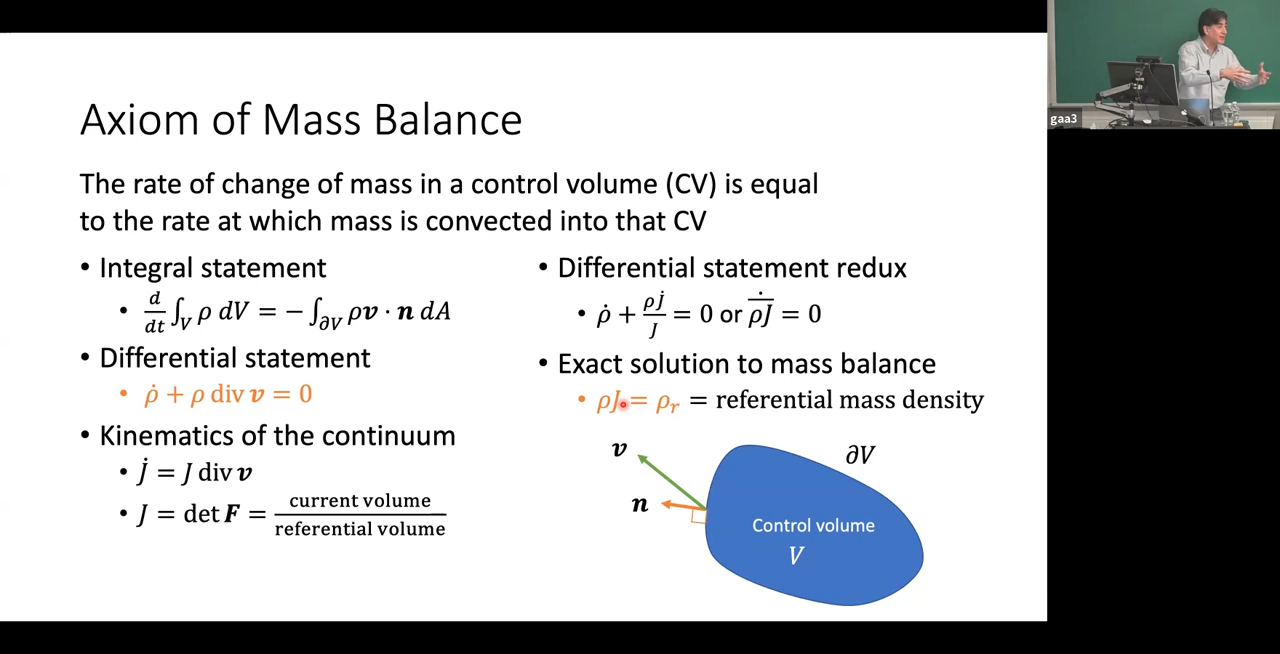 Axiom of Mass Balance
The rate of change of mass in a control volume (CV) is equal
to the rate at which mass is convected into that CV
• Integral statement
• d/dt ∫_V ρ dV = − ∫_∂V ρv · n dA
• Differential statement
• ρ̇ + ρ div v = 0
• Kinematics of the continuum
• J̇ = J div v
• J = det F = current volume / referential volume
• Differential statement redux
• ρ̇ + ρJ̇/J = 0 or \dot{\overline{ρJ}} = 0
• Exact solution to mass balance
• ρJ = ρ_r = referential mass density
v
n
∂V
Control volume
V
gaa3